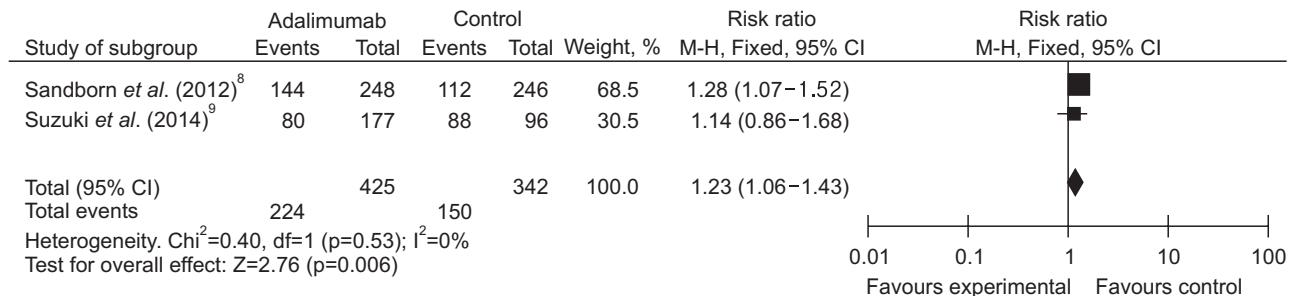 Adalimumab Control Risk ratio Risk ratio
Study of subgroup Events Total Events Total Weight, % M-H, Fixed, 95% CI M-H, Fixed, 95% CI
Sandborn et al. (2012)8 144 248 112 246 68.5 1.28 (1.07−1.52)
Suzuki et al. (2014)9 80 177 88 96 30.5 1.14 (0.86−1.68)
Total (95% CI) 425 342 100.0 1.23 (1.06−1.43)
Total events 224 150
Heterogeneity. Chi2=0.40, df=1 (p=0.53); I2=0%
Test for overall effect: Z=2.76 (p=0.006)
0.01 0.1 1 10 100
Favours experimental Favours control